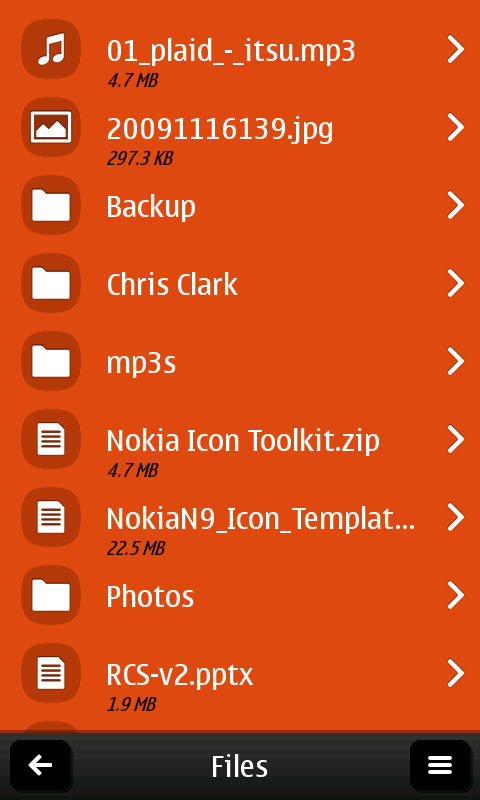 01_plaid_-_itsu.mp3
4.7 MB
20091116139.jpg
297.3 KB
Backup
Chris Clark
mp3s
Nokia Icon Toolkit.zip
4.7 MB
NokiaN9_Icon_Templat...
22.5 MB
Photos
RCS-v2.pptx
1.9 MB
Files